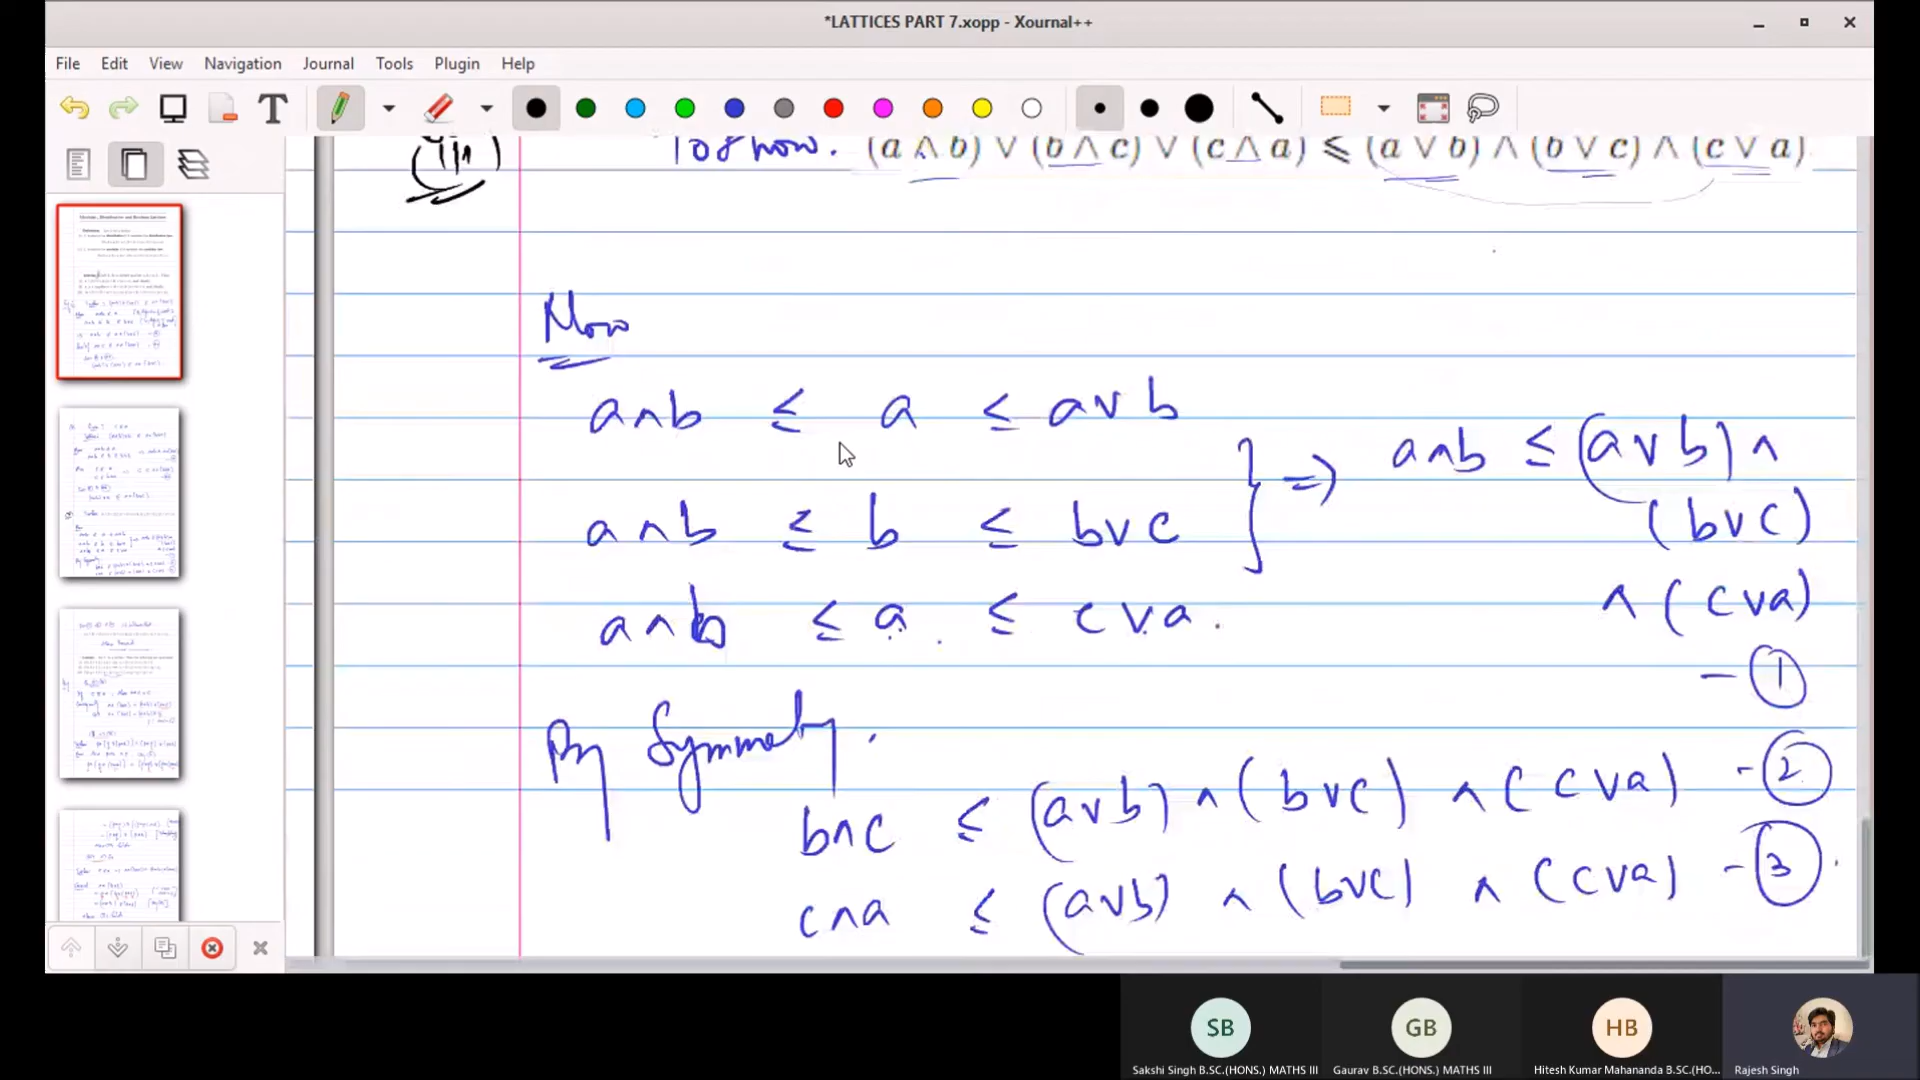 *LATTICES PART 7.xopp - Xournal++
File Edit View Navigation Journal Tools Plugin Help
(iii) To show. (a ∧ b) ∨ (b ∧ c) ∨ (c ∧ a) ⩽ (a ∨ b) ∧ (b ∨ c) ∧ (c ∨ a).
Now
a∧b ≤ a ≤ a∨b
a∧b ≤ b ≤ b∨c } ⇒ a∧b ≤ (a∨b) ∧
(b∨c)
a∧b ≤ a ≤ c∨a. ∧ (c∨a)
- ①
By Symmetry.
b∧c ≤ (a∨b) ∧ (b∨c) ∧ (c∨a) - ②
c∧a ≤ (a∨b) ∧ (b∨c) ∧ (c∨a) - ③.
SB GB HB
Sakshi Singh B.SC.(HONS.) MATHS III Gaurav B.SC.(HONS.) MATHS III Hitesh Kumar Mahananda B.SC.(HO... Rajesh Singh